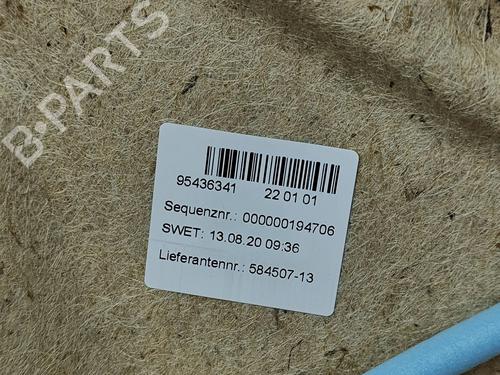 B·PARTS
95436341 22 01 01
Sequenznr.: 000000194706
SWET: 13.08.20 09:36
Lieferantennr.: 584507-13